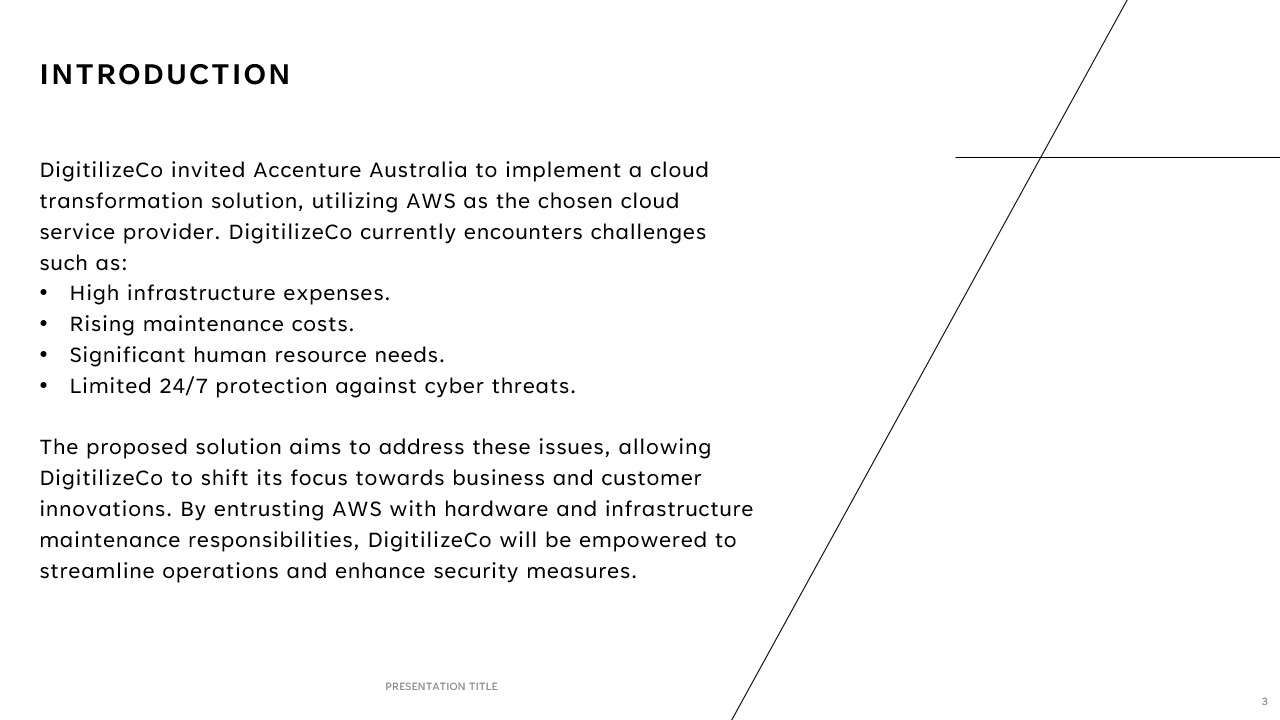 INTRODUCTION
DigitilizeCo invited Accenture Australia to implement a cloud
transformation solution, utilizing AWS as the chosen cloud
service provider. DigitilizeCo currently encounters challenges
such as:
• High infrastructure expenses.
• Rising maintenance costs.
• Significant human resource needs.
• Limited 24/7 protection against cyber threats.
The proposed solution aims to address these issues, allowing
DigitilizeCo to shift its focus towards business and customer
innovations. By entrusting AWS with hardware and infrastructure
maintenance responsibilities, DigitilizeCo will be empowered to
streamline operations and enhance security measures.
PRESENTATION TITLE
3